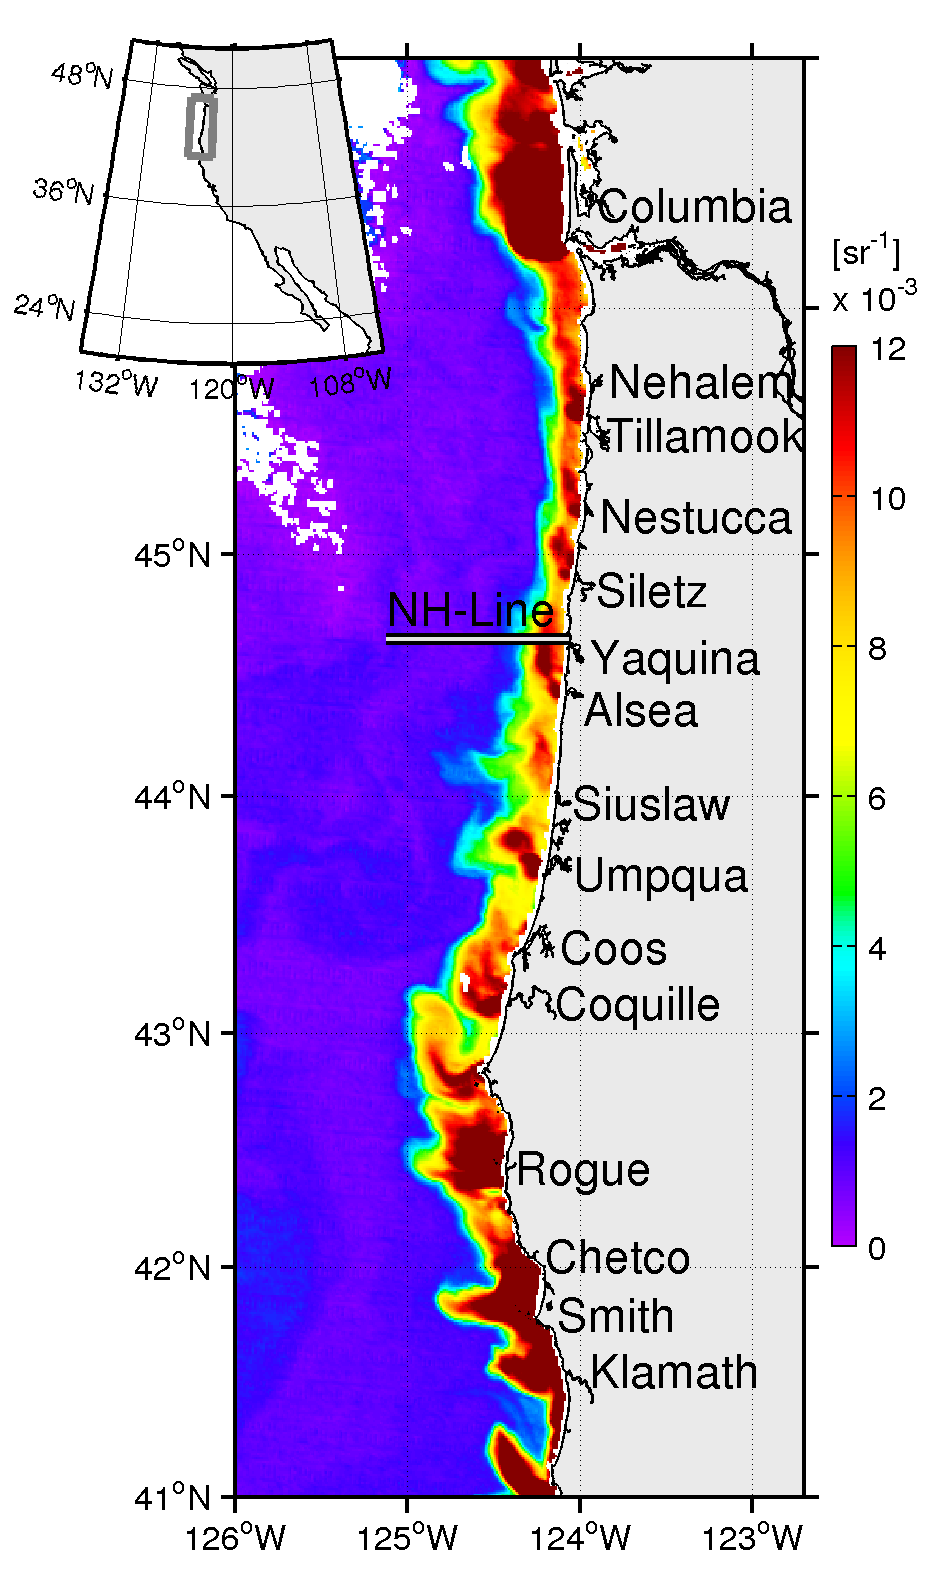 48°N
36°N
24°N
132°W 120°W 108°W
Columbia
[sr⁻¹]
x 10⁻³
12
10
8
6
4
2
0
Nehalem
Tillamook
Nestucca
Siletz
NH-Line
Yaquina
Alsea
Siuslaw
Umpqua
Coos
Coquille
Rogue
Chetco
Smith
Klamath
45°N
44°N
43°N
42°N
41°N
126°W 125°W 124°W 123°W